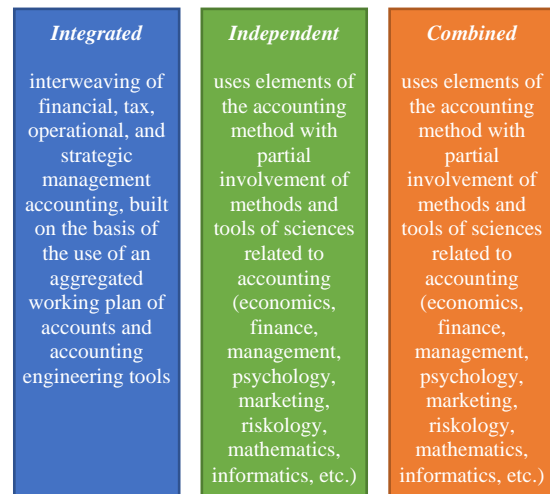 Integrated
interweaving of
financial, tax,
operational, and
strategic
management
accounting, built
on the basis of
the use of an
aggregated
working plan of
accounts and
accounting
engineering tools
Independent
uses elements of
the accounting
method with
partial
involvement of
methods and
tools of sciences
related to
accounting
(economics,
finance,
management,
psychology,
marketing,
riskology,
mathematics,
informatics, etc.)
Combined
uses elements of
the accounting
method with
partial
involvement of
methods and
tools of sciences
related to
accounting
(economics,
finance,
management,
psychology,
marketing,
riskology,
mathematics,
informatics, etc.)